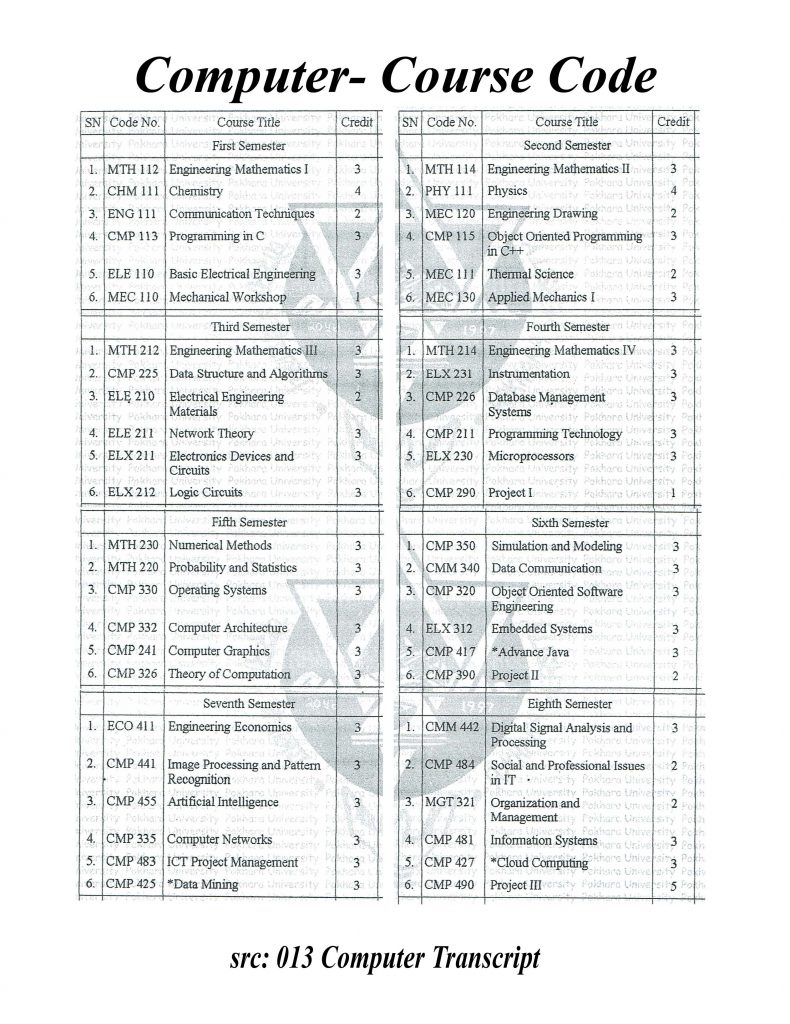 Computer- Course Code
SN Code No. Course Title Credit
First Semester
1. MTH 112 Engineering Mathematics I 3
2. CHM 111 Chemistry 4
3. ENG 111 Communication Techniques 2
4. CMP 113 Programming in C 3
5. ELE 110 Basic Electrical Engineering 3
6. MEC 110 Mechanical Workshop 1
Third Semester
1. MTH 212 Engineering Mathematics III 3
2. CMP 225 Data Structure and Algorithms 3
3. ELE 210 Electrical Engineering 2
Materials
4. ELE 211 Network Theory 3
5. ELX 211 Electronics Devices and 3
Circuits
6. ELX 212 Logic Circuits 3
Fifth Semester
1. MTH 230 Numerical Methods 3
2. MTH 220 Probability and Statistics 3
3. CMP 330 Operating Systems 3
4. CMP 332 Computer Architecture 3
5. CMP 241 Computer Graphics 3
6. CMP 326 Theory of Computation 3
Seventh Semester
1. ECO 411 Engineering Economics 3
2. CMP 441 Image Processing and Pattern 3
Recognition
3. CMP 455 Artificial Intelligence 3
4. CMP 335 Computer Networks 3
5. CMP 483 ICT Project Management 3
6. CMP 425 *Data Mining 3
SN Code No. Course Title Credit
Second Semester
1. MTH 114 Engineering Mathematics II 3
2. PHY 111 Physics 4
3. MEC 120 Engineering Drawing 2
4. CMP 115 Object Oriented Programming 3
in C++
5. MEC 111 Thermal Science 2
6. MEC 130 Applied Mechanics I 3
Fourth Semester
1. MTH 214 Engineering Mathematics IV 3
2. ELX 231 Instrumentation 3
3. CMP 226 Database Management 3
Systems
4. CMP 211 Programming Technology 3
5. ELX 230 Microprocessors 3
6. CMP 290 Project I 1
Sixth Semester
1. CMP 350 Simulation and Modeling 3
2. CMM 340 Data Communication 3
3. CMP 320 Object Oriented Software 3
Engineering
4. ELX 312 Embedded Systems 3
5. CMP 417 *Advance Java 3
6. CMP 390 Project II 2
Eighth Semester
1. CMM 442 Digital Signal Analysis and 3
Processing
2. CMP 484 Social and Professional Issues 2
in IT
3. MGT 321 Organization and 2
Management
4. CMP 481 Information Systems 3
5. CMP 427 *Cloud Computing 3
6. CMP 490 Project III 5
src: 013 Computer Transcript